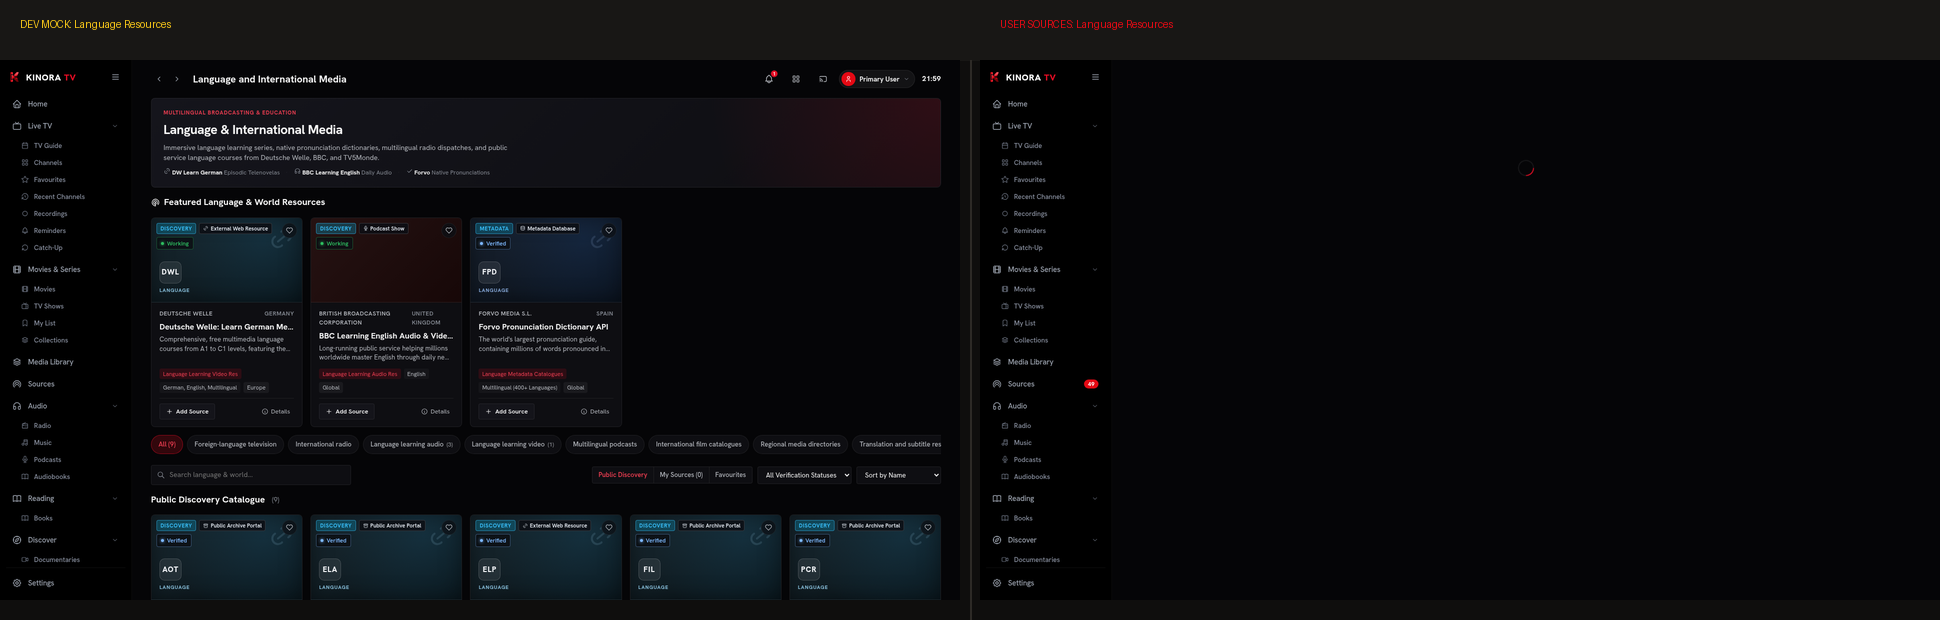 DEV MOCK: Language Resources
USER SOURCES: Language Resources
KINORA TV
Home
Live TV
TV Guide
Channels
Favourites
Recent Channels
Recordings
Reminders
Catch-Up
Movies & Series
Movies
TV Shows
My List
Collections
Media Library
Sources
Audio
Radio
Music
Podcasts
Audiobooks
Reading
Books
Discover
Documentaries
Settings
Language and International Media
1
Primary User
21:59
MULTILINGUAL BROADCASTING & EDUCATION
Language & International Media
Immersive language learning series, native pronunciation dictionaries, multilingual radio dispatches, and public
service language courses from Deutsche Welle, BBC, and TV5Monde.
DW Learn German Episodic Telenovelas
BBC Learning English Daily Audio
Forvo Native Pronunciations
Featured Language & World Resources
DISCOVERY
External Web Resource
Working
DWL
LANGUAGE
DEUTSCHE WELLE
GERMANY
Deutsche Welle: Learn German Me...
Comprehensive, free multimedia language
courses from A1 to C1 levels, featuring the...
Language Learning Video Res
German, English, Multilingual
Europe
Add Source
Details
DISCOVERY
Podcast Show
Working
BRITISH BROADCASTING
CORPORATION
UNITED
KINGDOM
BBC Learning English Audio & Vide...
Long-running public service helping millions
worldwide master English through daily ne...
Language Learning Audio Res
English
Global
Add Source
Details
METADATA
Metadata Database
Verified
FPD
LANGUAGE
FORVO MEDIA S.L.
SPAIN
Forvo Pronunciation Dictionary API
The world's largest pronunciation guide,
containing millions of words pronounced in...
Language Metadata Catalogues
Multilingual (400+ Languages)
Global
Add Source
Details
All (9)
Foreign-language television
International radio
Language learning audio (3)
Language learning video (1)
Multilingual podcasts
International film catalogues
Regional media directories
Translation and subtitle res
Search language & world...
Public Discovery
My Sources (0)
Favourites
All Verification Statuses
Sort by Name
Public Discovery Catalogue (9)
DISCOVERY
Public Archive Portal
Verified
AOT
LANGUAGE
DISCOVERY
Public Archive Portal
Verified
ELA
LANGUAGE
DISCOVERY
External Web Resource
Verified
ELP
LANGUAGE
DISCOVERY
Public Archive Portal
Verified
FIL
LANGUAGE
DISCOVERY
Public Archive Portal
Verified
PCR
LANGUAGE
KINORA TV
Home
Live TV
TV Guide
Channels
Favourites
Recent Channels
Recordings
Reminders
Catch-Up
Movies & Series
Movies
TV Shows
My List
Collections
Media Library
Sources
49
Audio
Radio
Music
Podcasts
Audiobooks
Reading
Books
Discover
Documentaries
Settings